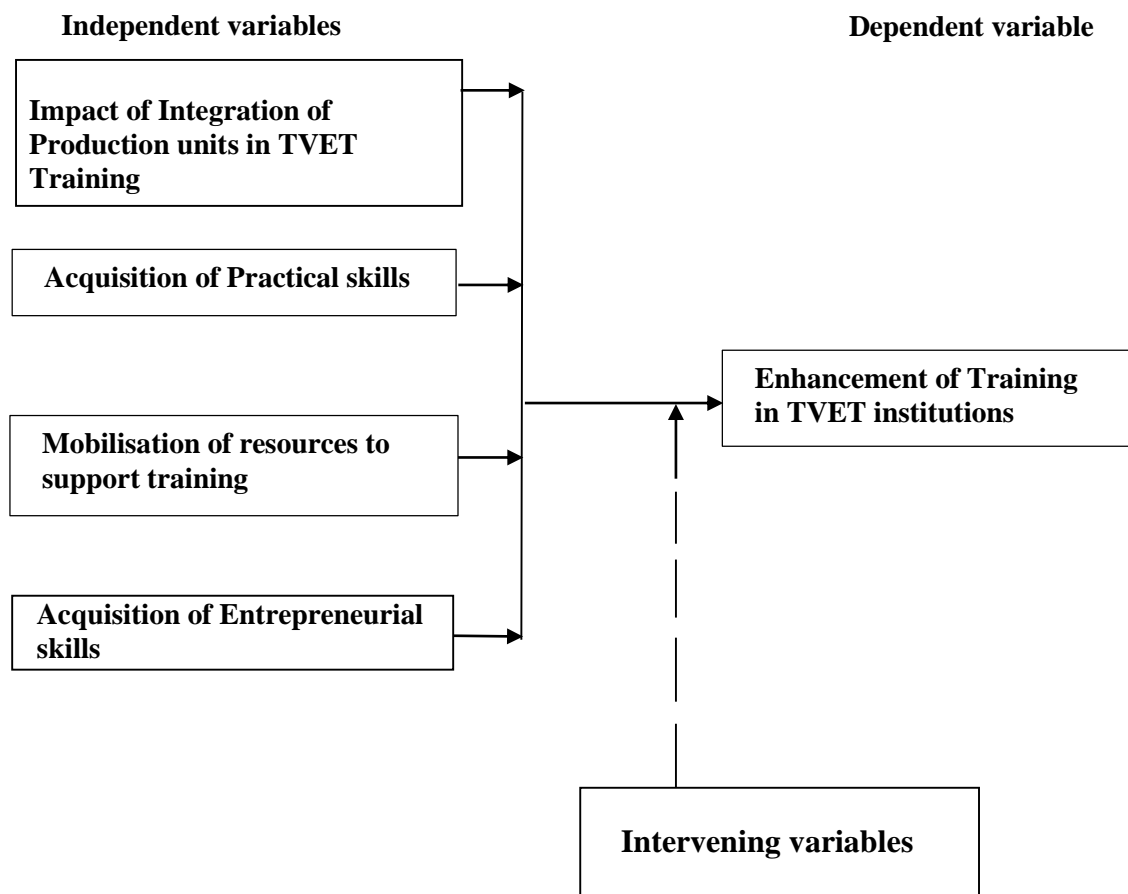 Independent variables
Dependent variable
Impact of Integration of
Production units in TVET
Training
Acquisition of Practical skills
Enhancement of Training
in TVET institutions
Mobilisation of resources to
support training
Acquisition of Entrepreneurial
skills
Intervening variables